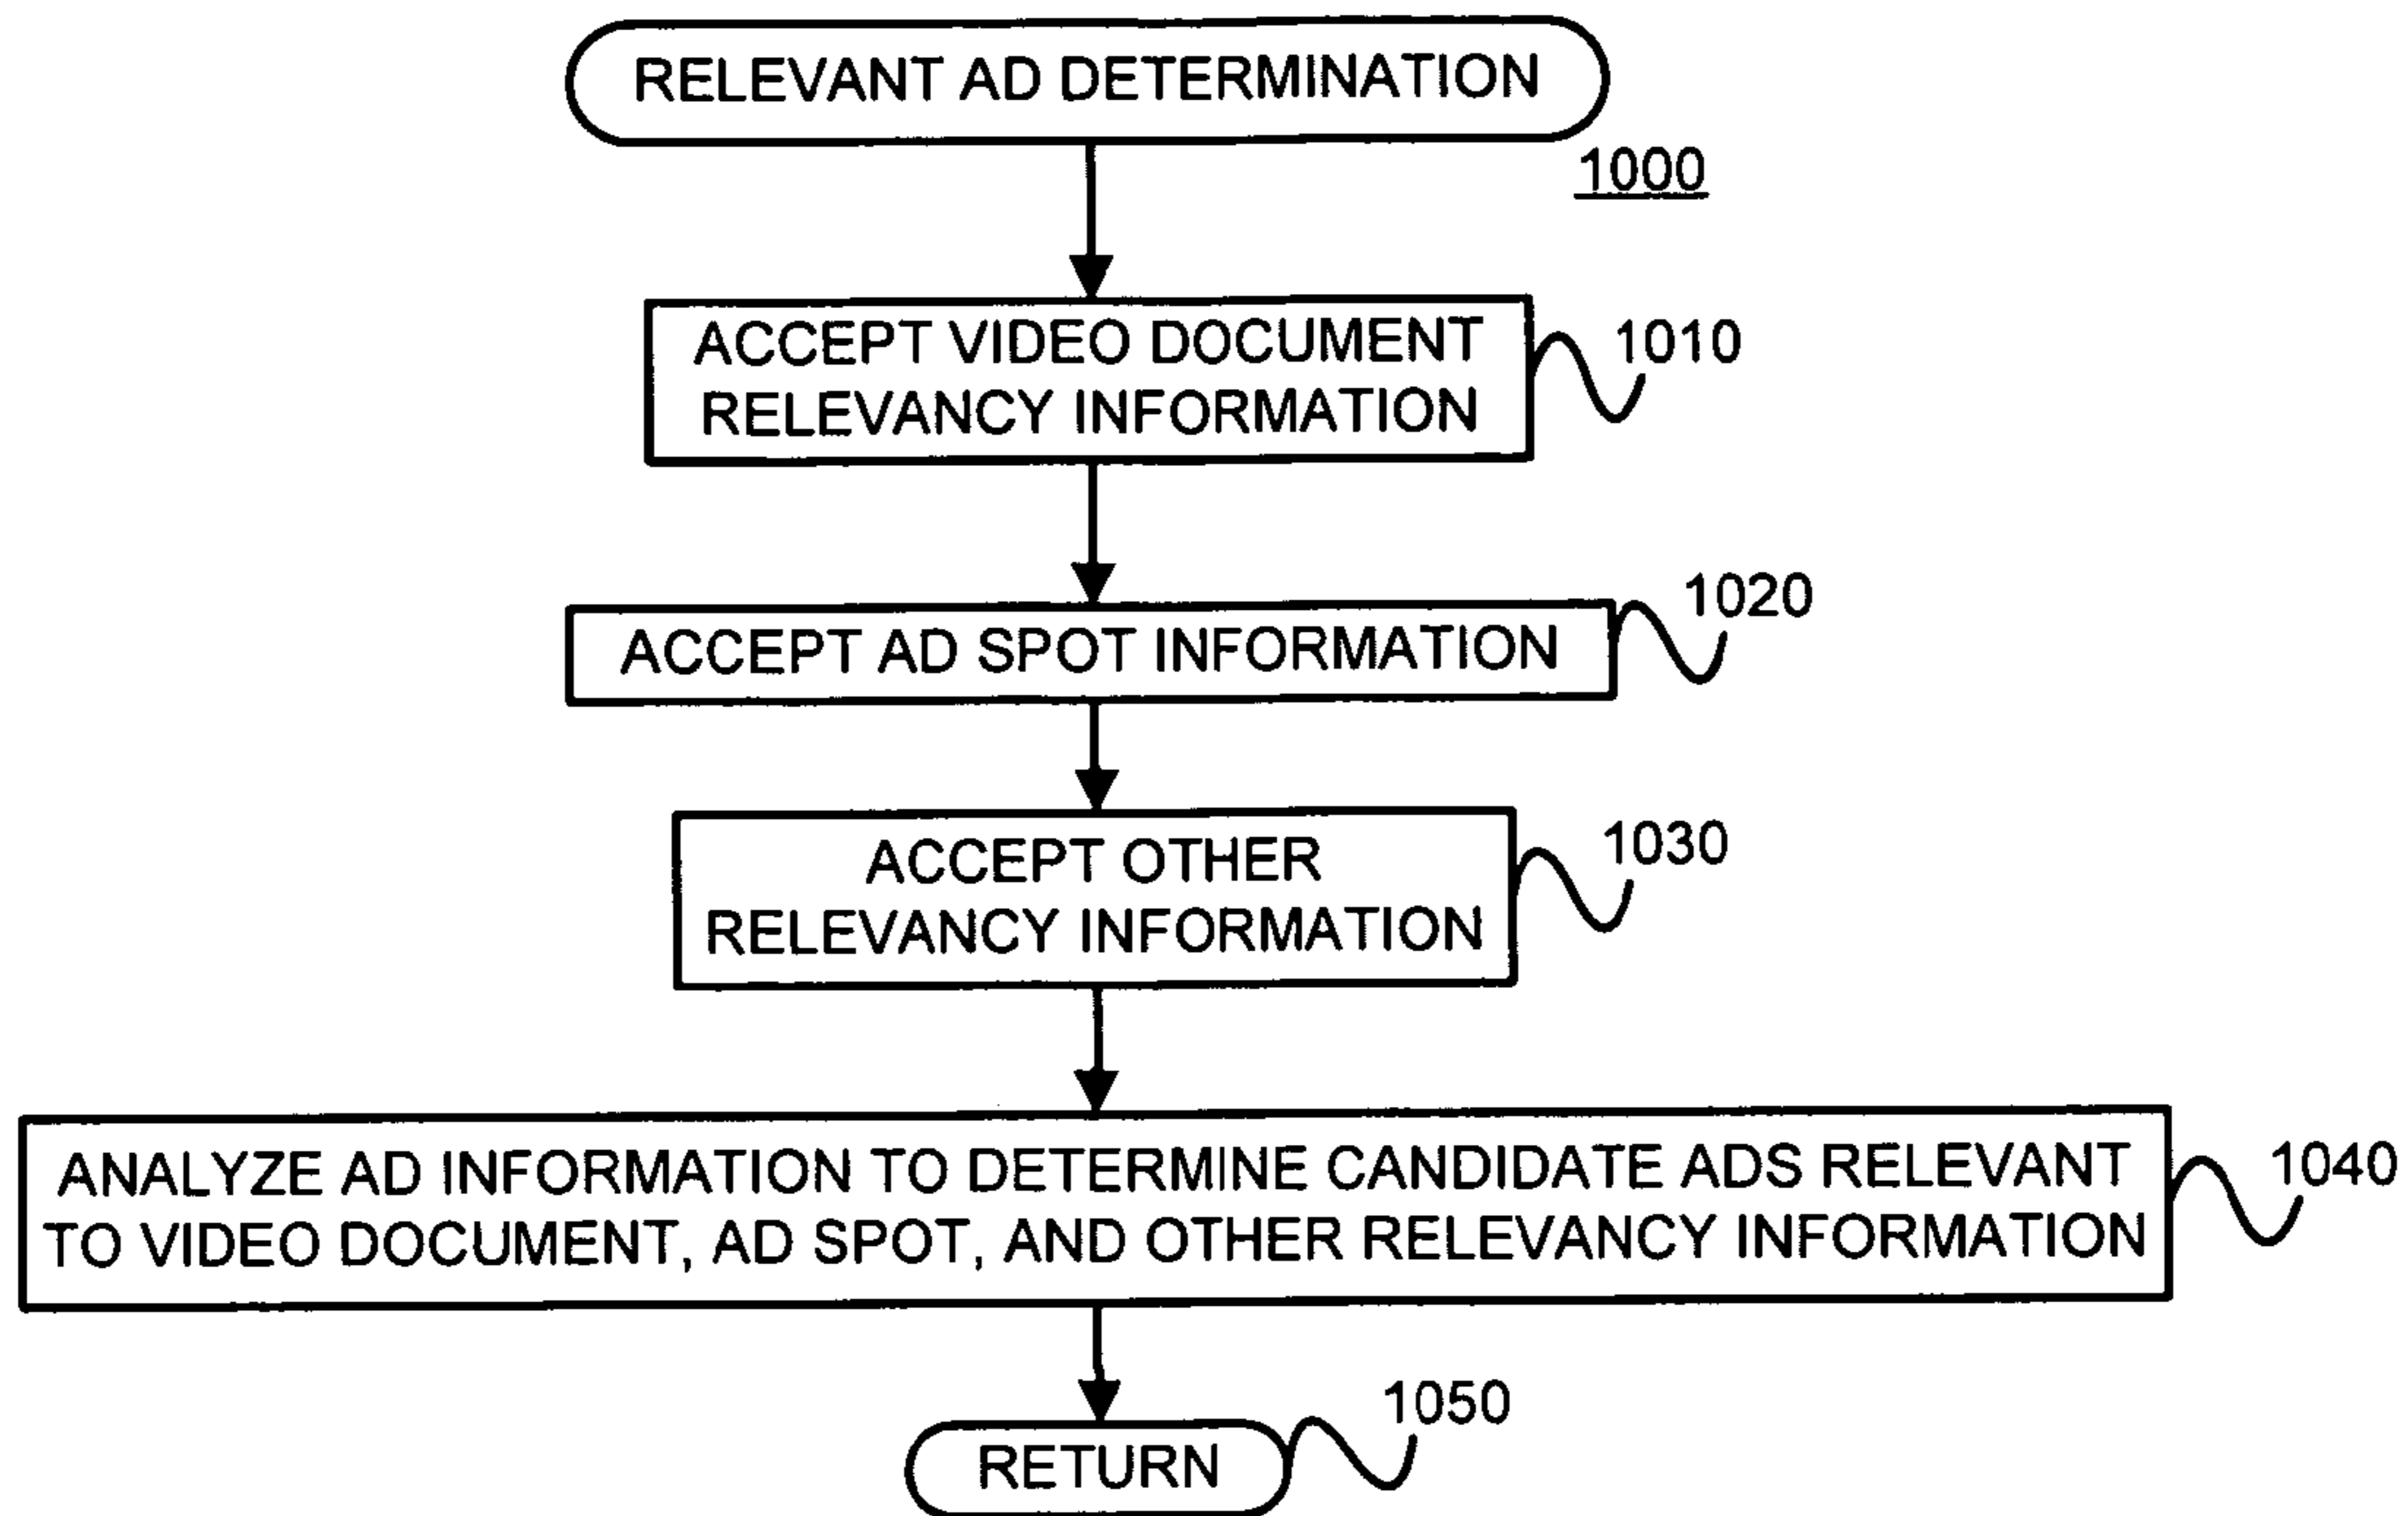 RELEVANT AD DETERMINATION
1000
ACCEPT VIDEO DOCUMENT
RELEVANCY INFORMATION
1010
ACCEPT AD SPOT INFORMATION
1020
ACCEPT OTHER
RELEVANCY INFORMATION
1030
ANALYZE AD INFORMATION TO DETERMINE CANDIDATE ADS RELEVANT
TO VIDEO DOCUMENT, AD SPOT, AND OTHER RELEVANCY INFORMATION
1040
RETURN
1050